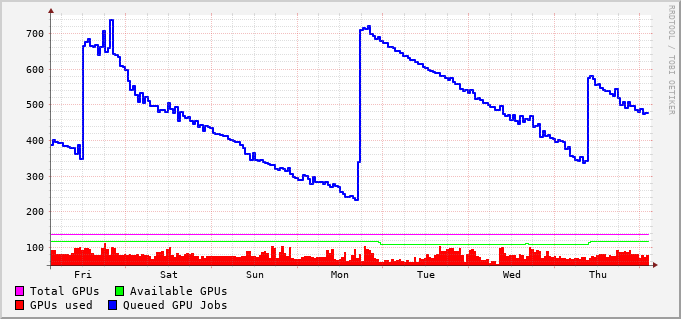 RRDTOOL / TOBI OETIKER
700
600
500
400
300
200
100
Fri Sat Sun Mon Tue Wed Thu
Total GPUs Available GPUs
GPUs used Queued GPU Jobs